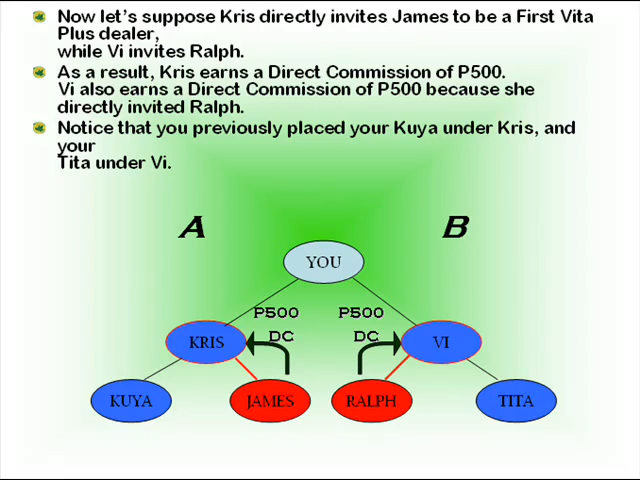 Now let's suppose Kris directly invites James to be a First Vita
Plus dealer,
while Vi invites Ralph.
As a result, Kris earns a Direct Commission of P500.
Vi also earns a Direct Commission of P500 because she
directly invited Ralph.
Notice that you previously placed your Kuya under Kris, and
your
Tita under Vi.
A B
YOU
P500 P500
DC DC
KRIS VI
KUYA JAMES RALPH TITA